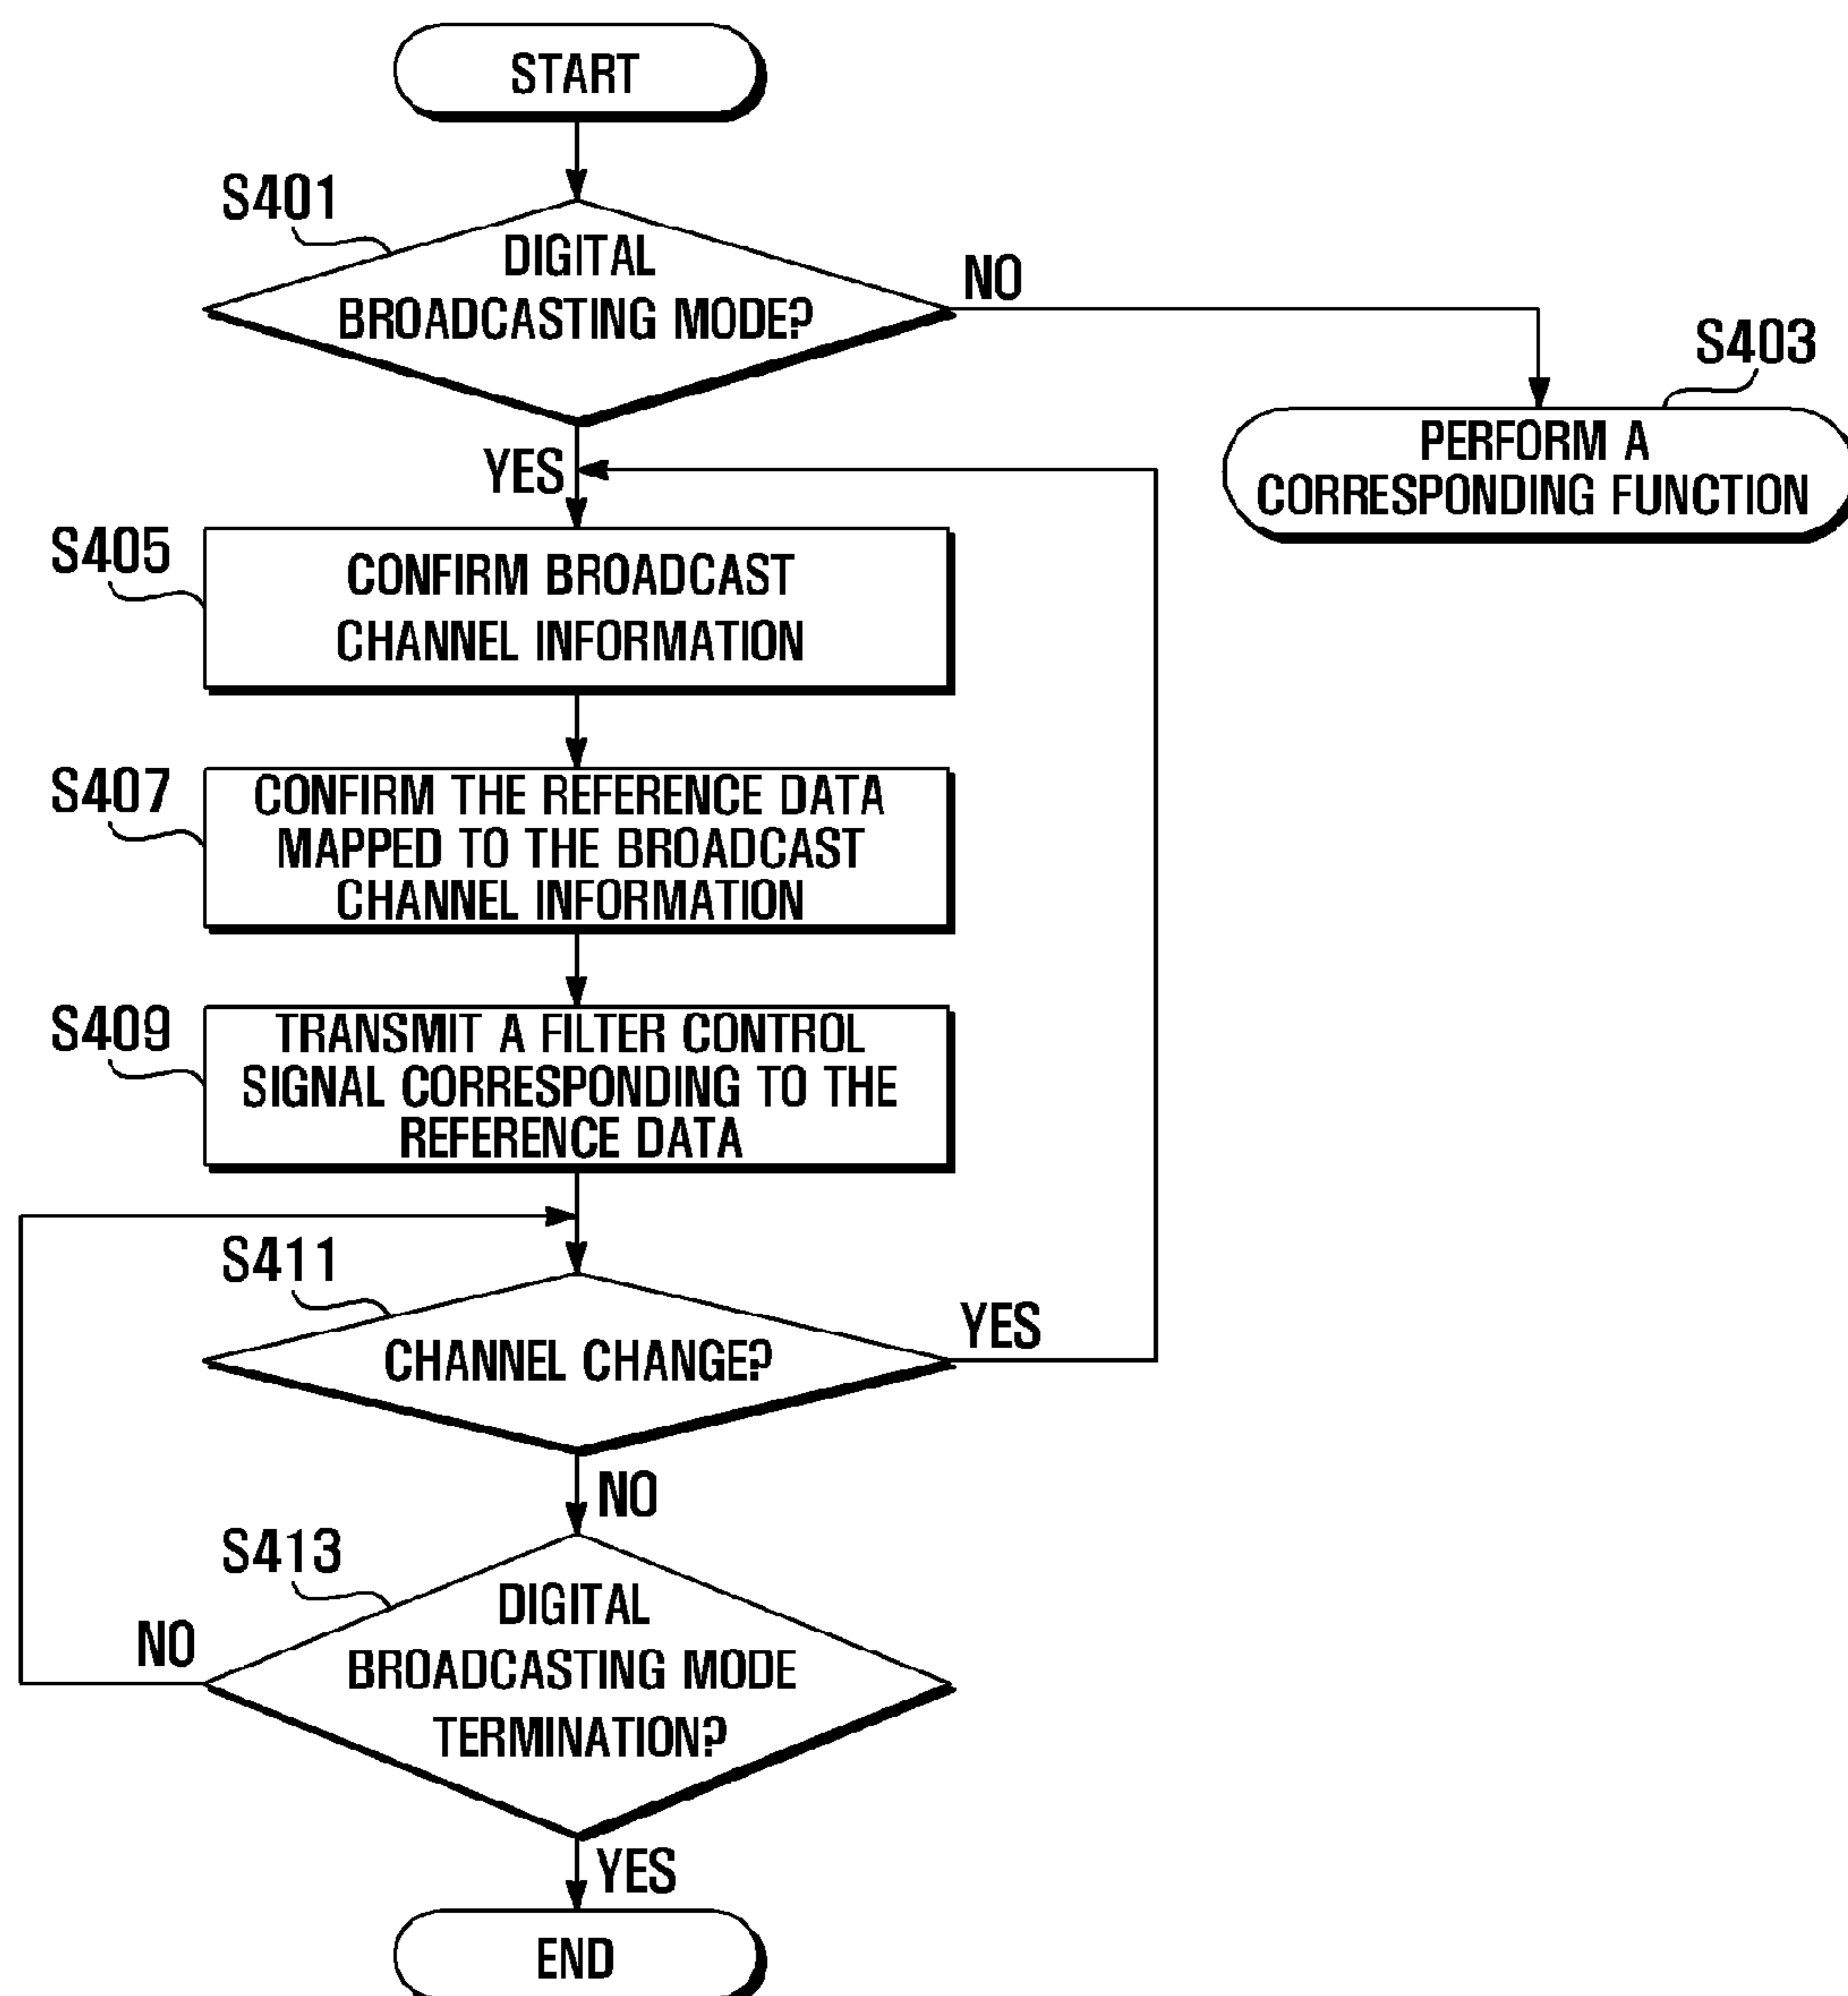 START
S401
DIGITAL
BROADCASTING MODE?
NO
S403
PERFORM A
CORRESPONDING FUNCTION
YES
S405
CONFIRM BROADCAST
CHANNEL INFORMATION
S407
CONFIRM THE REFERENCE DATA
MAPPED TO THE BROADCAST
CHANNEL INFORMATION
S409
TRANSMIT A FILTER CONTROL
SIGNAL CORRESPONDING TO THE
REFERENCE DATA
S411
CHANNEL CHANGE?
YES
NO
S413
DIGITAL
BROADCASTING MODE
TERMINATION?
NO
YES
END